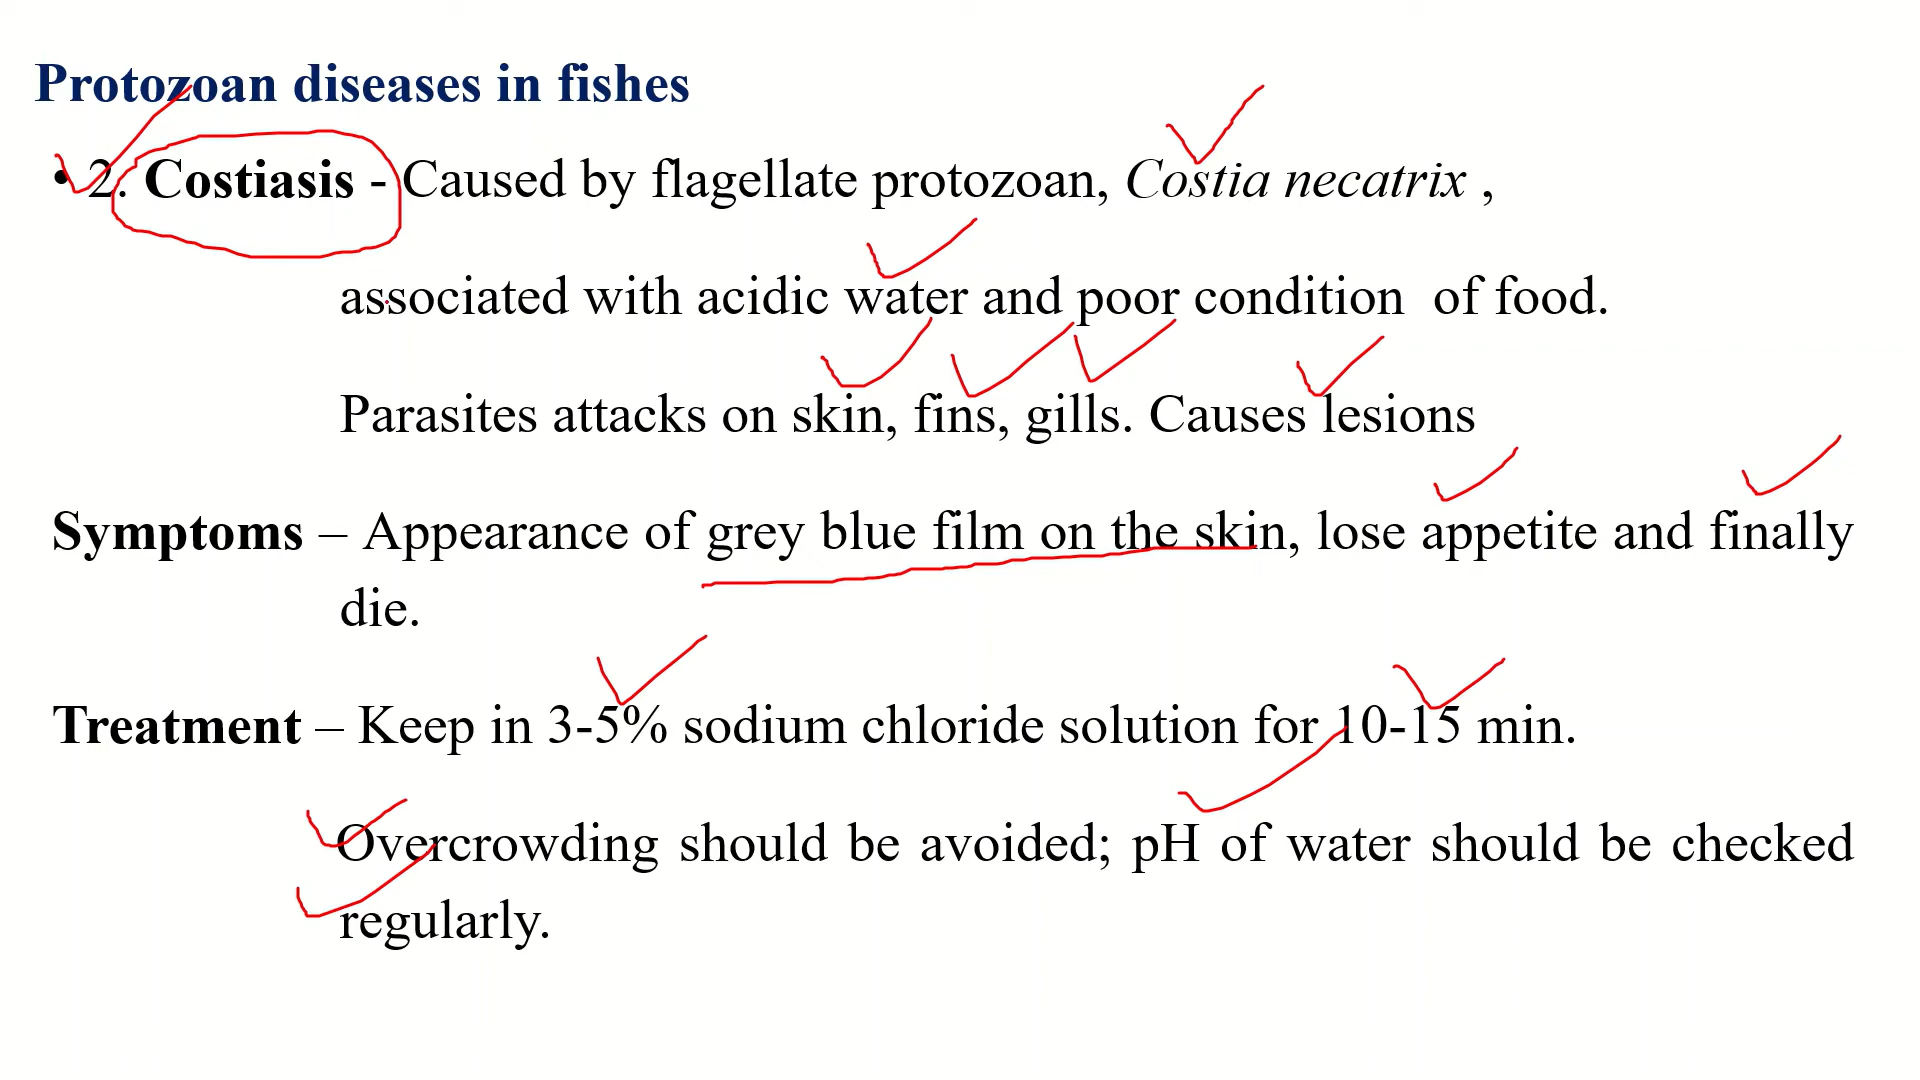 Protozoan diseases in fishes
• 2. Costiasis - Caused by flagellate protozoan, Costia necatrix ,
associated with acidic water and poor condition of food.
Parasites attacks on skin, fins, gills. Causes lesions
Symptoms – Appearance of grey blue film on the skin, lose appetite and finally
die.
Treatment – Keep in 3-5% sodium chloride solution for 10-15 min.
Overcrowding should be avoided; pH of water should be checked
regularly.